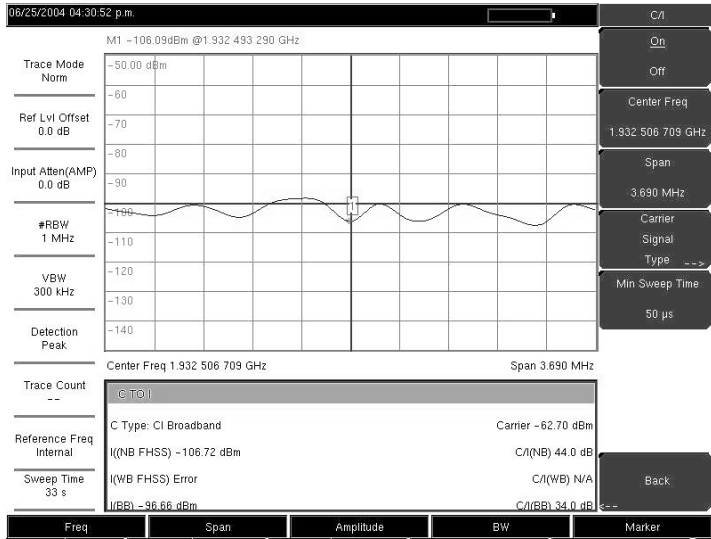 06/25/2004 04:30:52 p.m.
C/I
M1 -106.09dBm @1.932 493 290 GHz
On
Off
Trace Mode
Norm
-50.00 dBm
-60
-70
-80
-90
-100
-110
-120
-130
-140
1
Ref Lvl Offset
0.0 dB
Input Atten(AMP)
0.0 dB
#RBW
1 MHz
VBW
300 kHz
Detection
Peak
Trace Count
--
Reference Freq
Internal
Sweep Time
33 s
Center Freq
1.932 506 709 GHz
Span
3.690 MHz
Carrier
Signal
Type -->
Min Sweep Time
50 µs
Back
<--
Center Freq 1.932 506 709 GHz Span 3.690 MHz
C TO I
C Type: CI Broadband Carrier -62.70 dBm
I((NB FHSS) -106.72 dBm C/I(NB) 44.0 dB
I(WB FHSS) Error C/I(WB) N/A
I(BB) -96.66 dBm C/I(BB) 34.0 dB
Freq Span Amplitude BW Marker